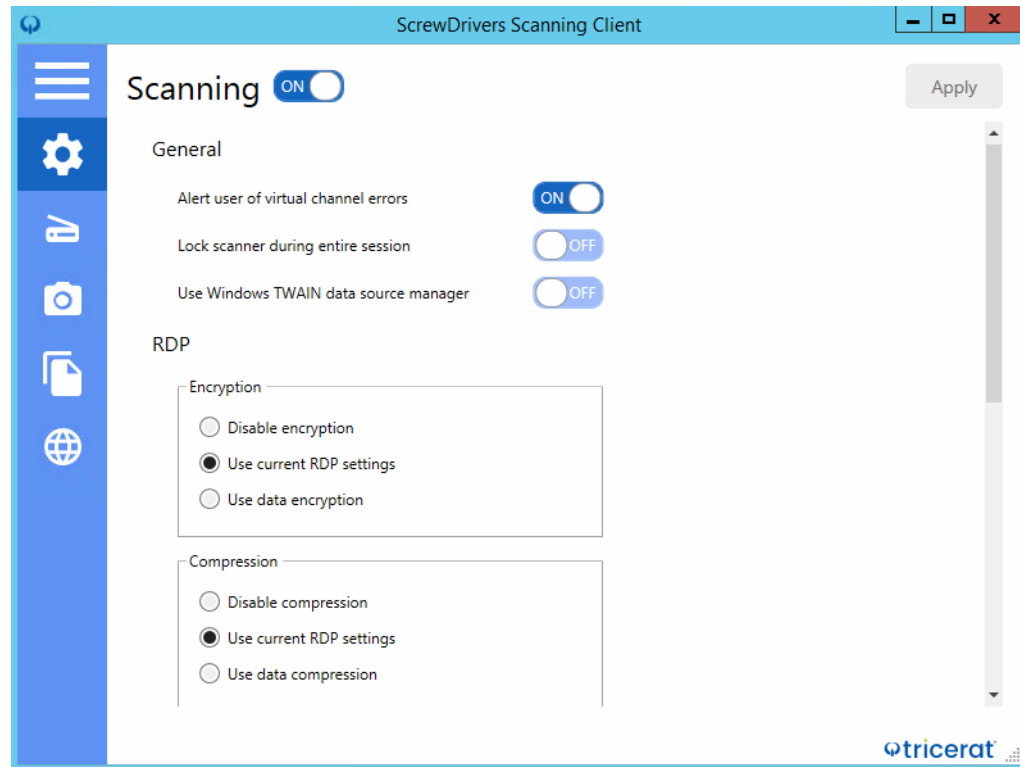 ScrewDrivers Scanning Client
Scanning ON
Apply
General
Alert user of virtual channel errors ON
Lock scanner during entire session OFF
Use Windows TWAIN data source manager OFF
RDP
Encryption
Disable encryption
Use current RDP settings
Use data encryption
Compression
Disable compression
Use current RDP settings
Use data compression
tricerat